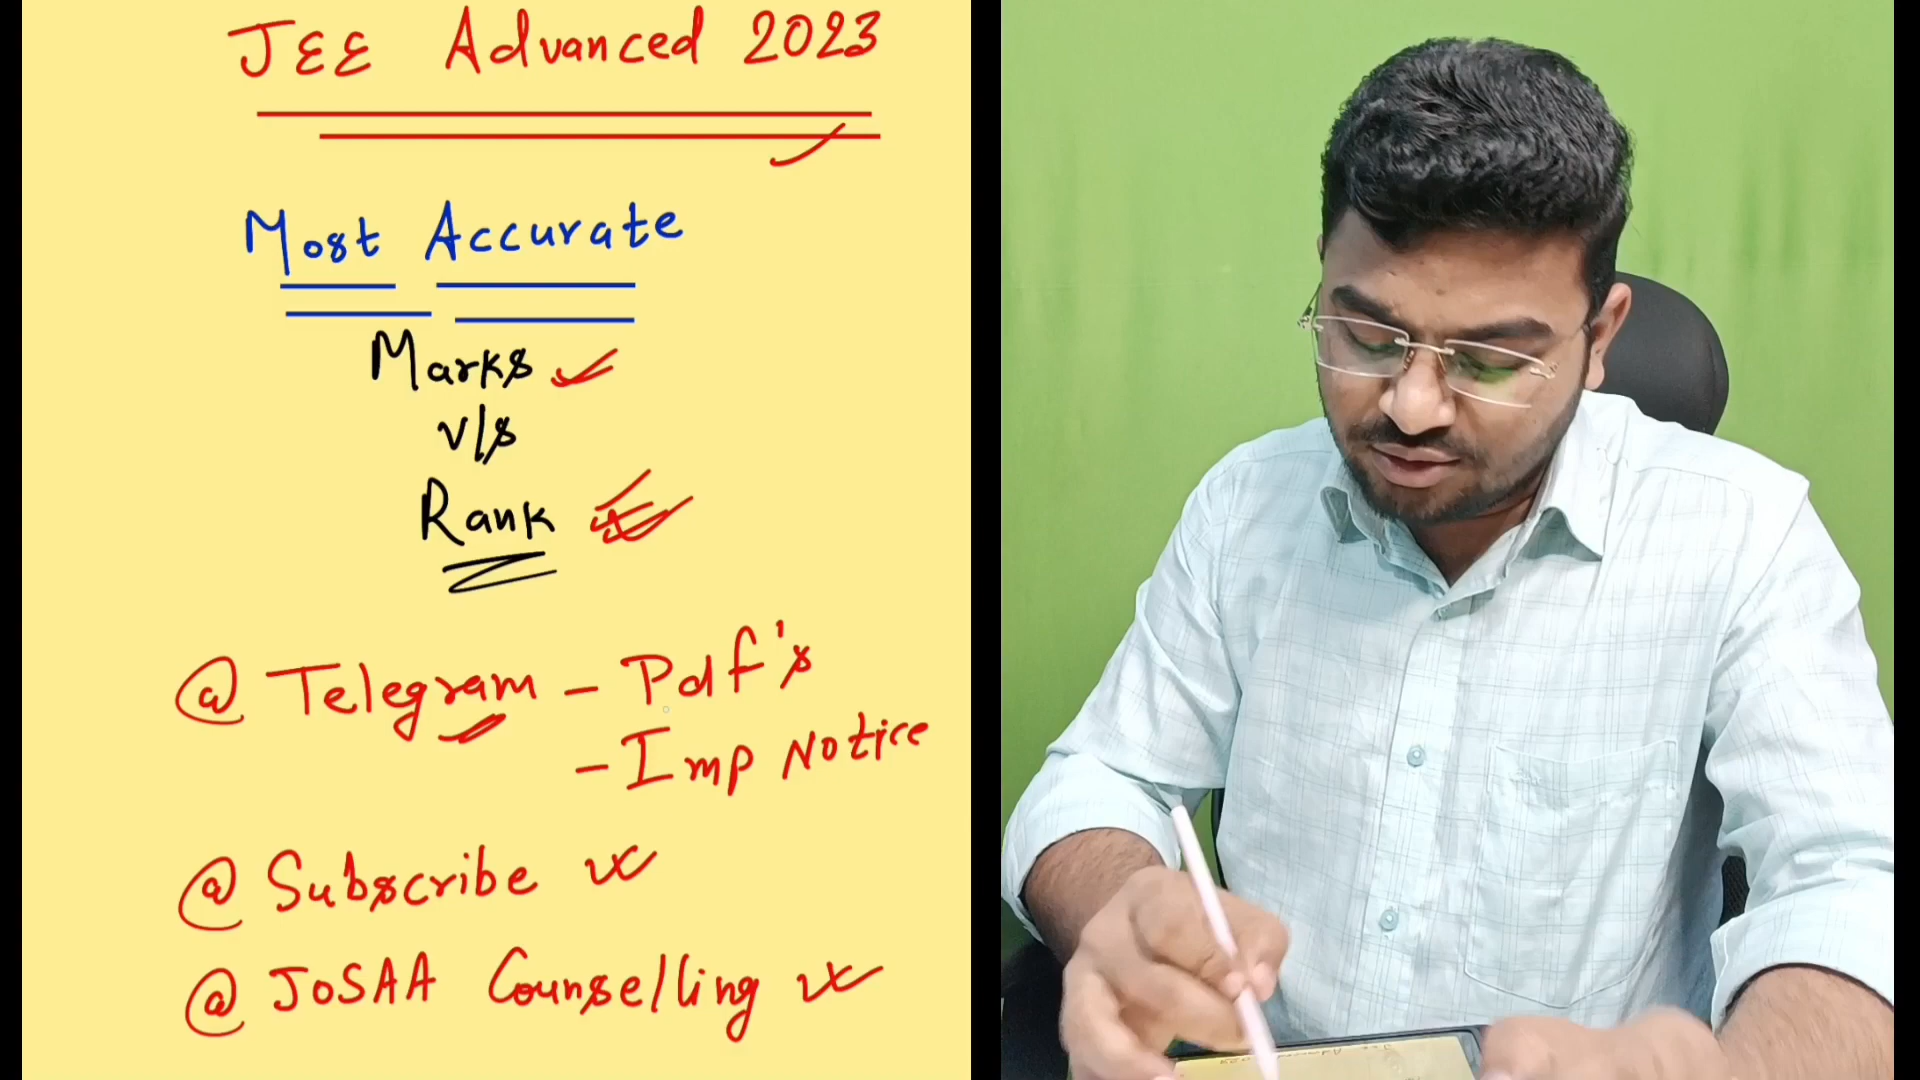 JEE Advanced 2023
Most Accurate
Marks
v/s
Rank
@ Telegram - Pdf's
- Imp Notice
@ Subscribe
@ JoSAA Counselling